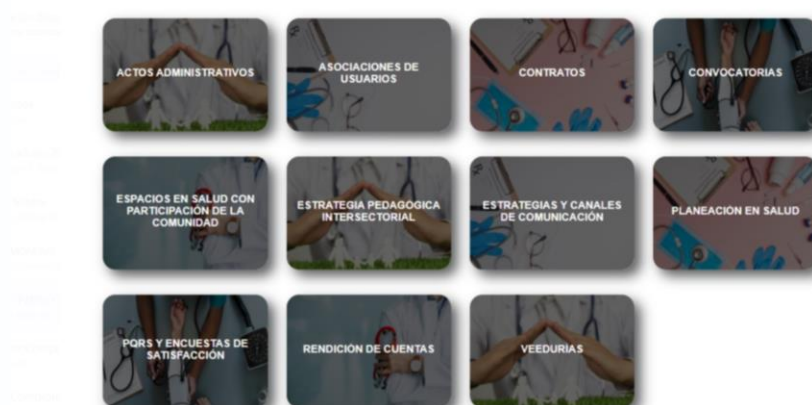 ACTOS ADMINISTRATIVOS
ASOCIACIONES DE
USUARIOS
CONTRATOS
CONVOCATORIAS
ESPACIOS EN SALUD CON
PARTICIPACIÓN DE LA
COMUNIDAD
ESTRATEGIA PEDAGÓGICA
INTERSECTORIAL
ESTRATEGIAS Y CANALES
DE COMUNICACIÓN
PLANEACIÓN EN SALUD
PQRS Y ENCUESTAS DE
SATISFACCIÓN
RENDICIÓN DE CUENTAS
VEEDURÍAS